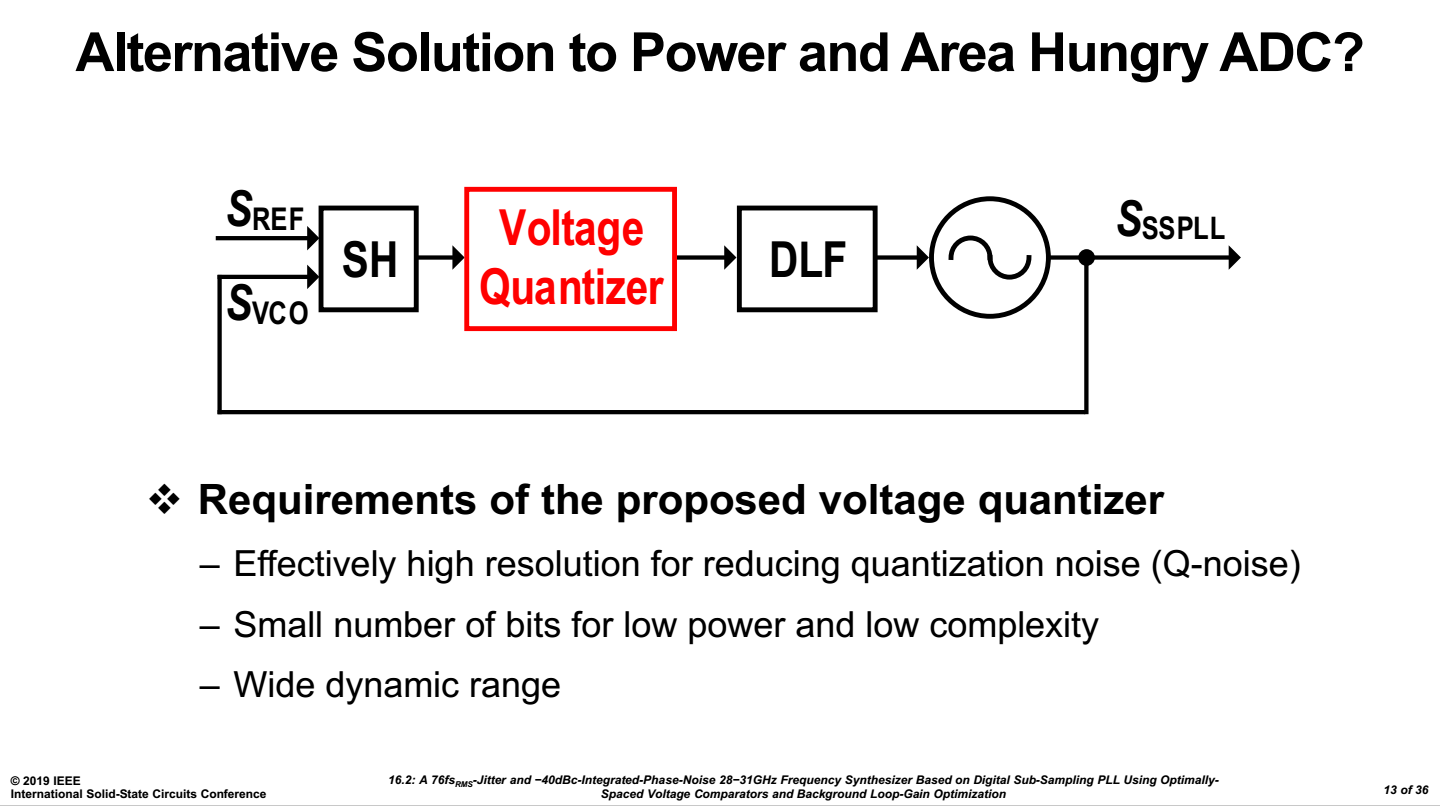 Alternative Solution to Power and Area Hungry ADC?
SREF
SH
Voltage
Quantizer
DLF
SSSPLL
SVCO
❖ Requirements of the proposed voltage quantizer
– Effectively high resolution for reducing quantization noise (Q-noise)
– Small number of bits for low power and low complexity
– Wide dynamic range
© 2019 IEEE
International Solid-State Circuits Conference
16.2: A 76fsRMS-Jitter and −40dBc-Integrated-Phase-Noise 28−31GHz Frequency Synthesizer Based on Digital Sub-Sampling PLL Using Optimally-
Spaced Voltage Comparators and Background Loop-Gain Optimization
13 of 36